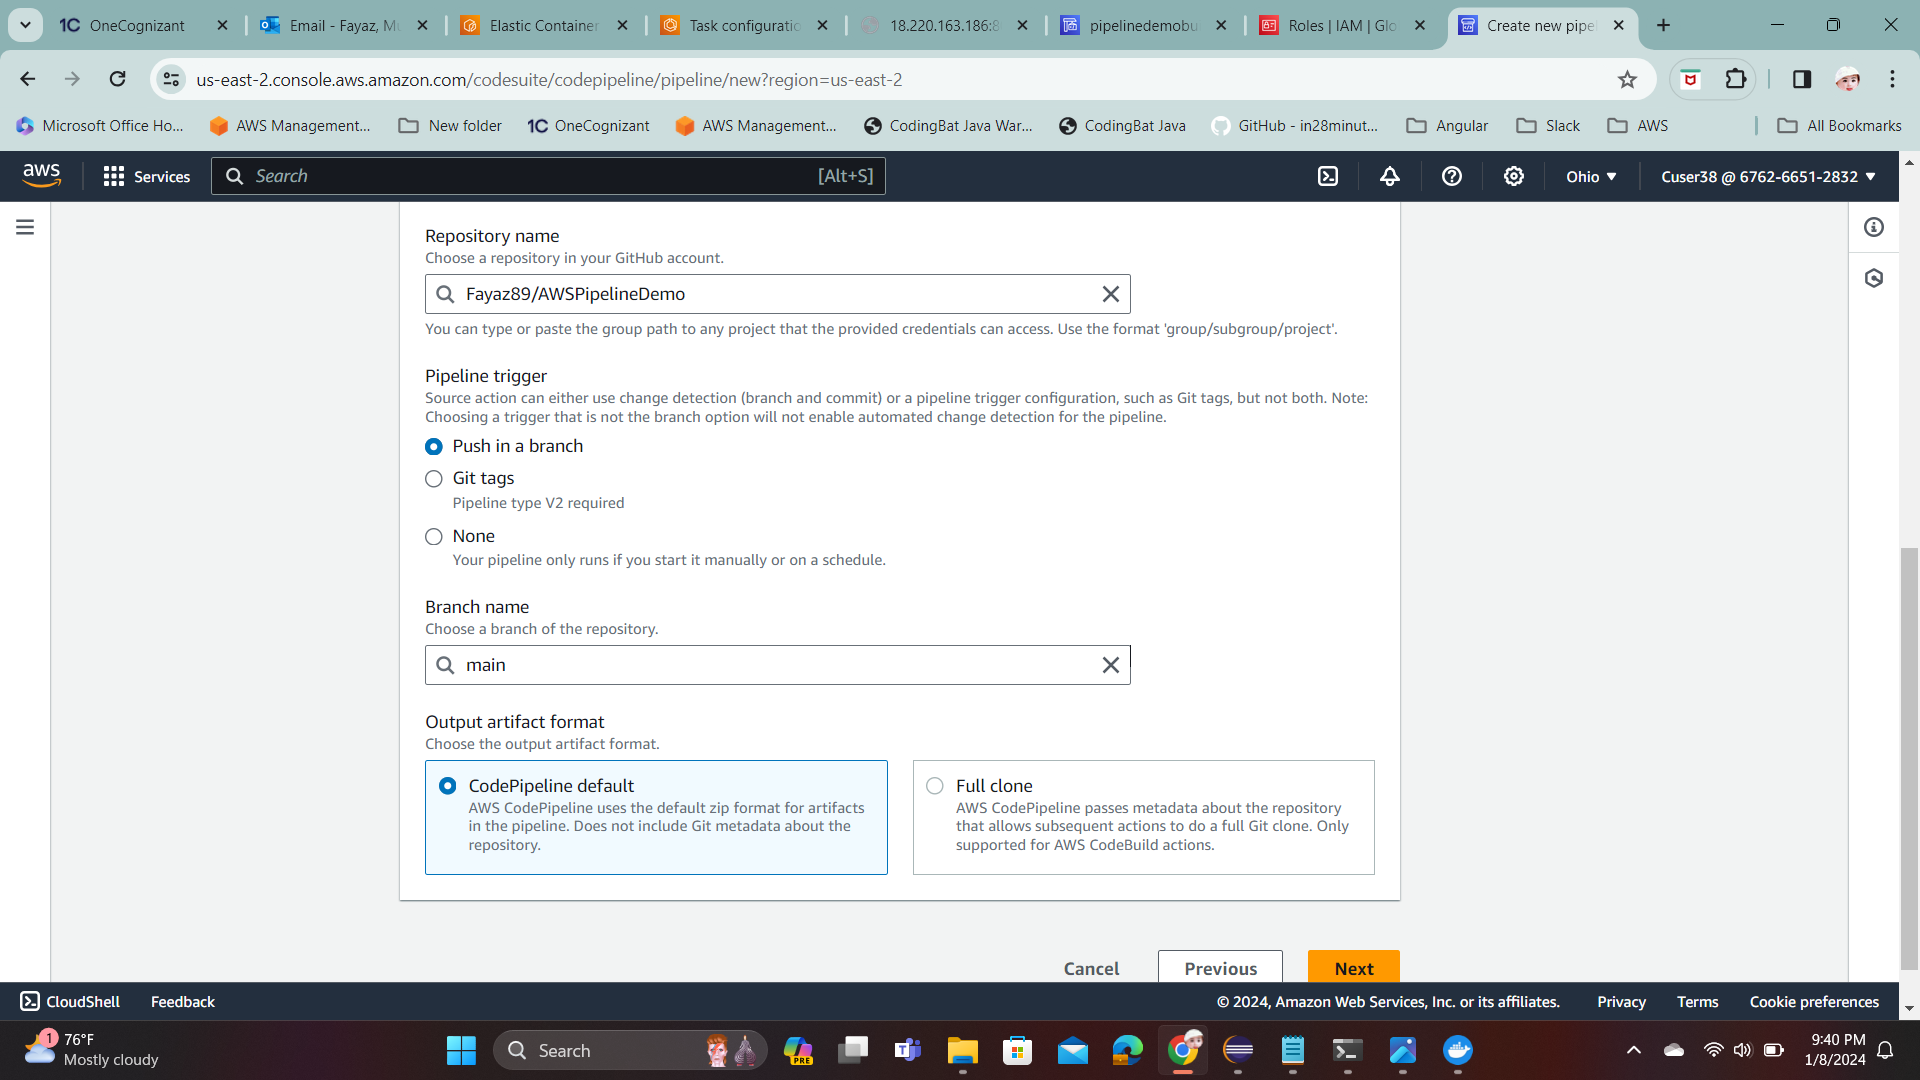 OneCognizant
Email - Fayaz, Mu
Elastic Container
Task configuratio
18.220.163.186:8
pipelinedemobu
Roles | IAM | Glo
Create new pipel
us-east-2.console.aws.amazon.com/codesuite/codepipeline/pipeline/new?region=us-east-2
Microsoft Office Ho...
AWS Management...
New folder
OneCognizant
AWS Management...
CodingBat Java War...
CodingBat Java
GitHub - in28minut...
Angular
Slack
AWS
All Bookmarks
aws
Services
Search
[Alt+S]
Ohio
Cuser38 @ 6762-6651-2832
Repository name
Choose a repository in your GitHub account.
Fayaz89/AWSPipelineDemo
You can type or paste the group path to any project that the provided credentials can access. Use the format 'group/subgroup/project'.
Pipeline trigger
Source action can either use change detection (branch and commit) or a pipeline trigger configuration, such as Git tags, but not both. Note:
Choosing a trigger that is not the branch option will not enable automated change detection for the pipeline.
Push in a branch
Git tags
Pipeline type V2 required
None
Your pipeline only runs if you start it manually or on a schedule.
Branch name
Choose a branch of the repository.
main
Output artifact format
Choose the output artifact format.
CodePipeline default
AWS CodePipeline uses the default zip format for artifacts
in the pipeline. Does not include Git metadata about the
repository.
Full clone
AWS CodePipeline passes metadata about the repository
that allows subsequent actions to do a full Git clone. Only
supported for AWS CodeBuild actions.
Cancel
Previous
Next
CloudShell
Feedback
© 2024, Amazon Web Services, Inc. or its affiliates.
Privacy
Terms
Cookie preferences
1
76°F
Mostly cloudy
Search
PRE
9:40 PM
1/8/2024